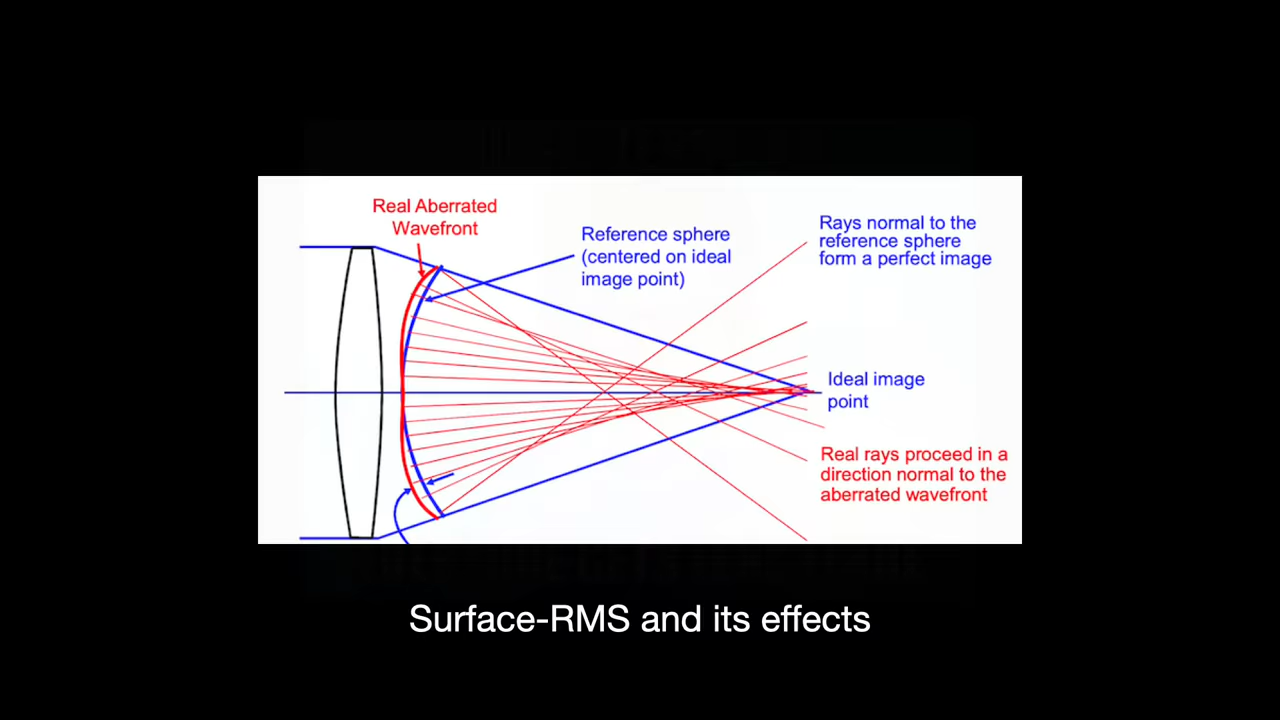 Real Aberrated
Wavefront
Reference sphere
(centered on ideal
image point)
Rays normal to the
reference sphere
form a perfect image
Ideal image
point
Real rays proceed in a
direction normal to the
aberrated wavefront
Surface-RMS and its effects